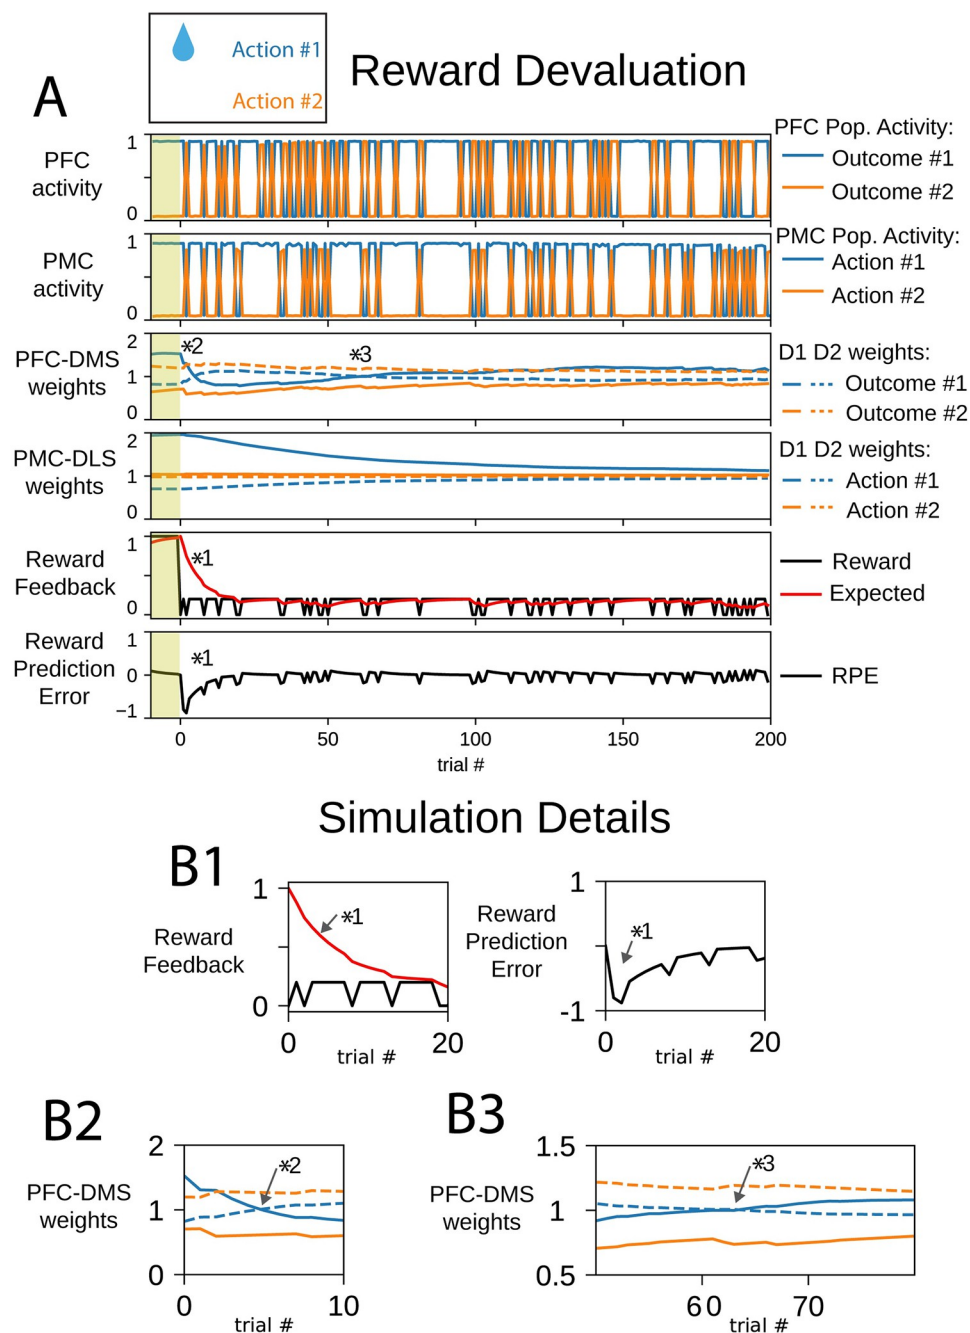 Action #1
Action #2
Reward Devaluation
A
PFC
activity
1
0
PFC Pop. Activity:
Outcome #1
Outcome #2
PMC
activity
1
0
PMC Pop. Activity:
Action #1
Action #2
PFC-DMS
weights
2
1
0
*2
*3
D1 D2 weights:
Outcome #1
Outcome #2
PMC-DLS
weights
2
1
0
D1 D2 weights:
Action #1
Action #2
Reward
Feedback
1
0
*1
Reward
Expected
Reward
Prediction
Error
1
0
−1
*1
RPE
0 50 100 150 200
trial #
Simulation Details
B1
Reward
Feedback
1
0
*1
0 20
trial #
Reward
Prediction
Error
1
-1
*1
0 20
trial #
B2
PFC-DMS
weights
2
1
0
*2
0 10
trial #
B3
PFC-DMS
weights
1.5
1
0.5
*3
60 70
trial #